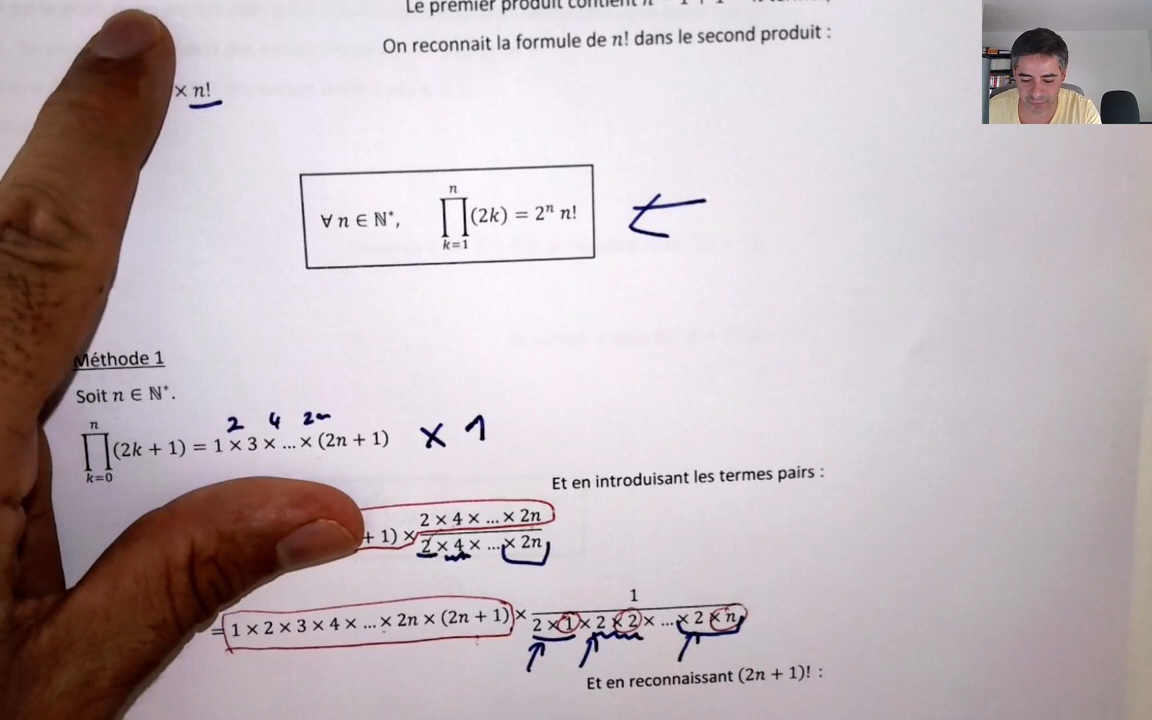 Le premier produit contient n
On reconnait la formule de n! dans le second produit :
× n!
∀ n ∈ ℕ*, ∏_{k=1}^{n} (2k) = 2ⁿ n!
Méthode 1
Soit n ∈ ℕ*.
2 4 2n
∏_{k=0}^{n} (2k + 1) = 1 × 3 × … × (2n + 1) × 1
Et en introduisant les termes pairs :
+ 1) × (2 × 4 × … × 2n) / (2 × 4 × … × 2n)
= 1 × 2 × 3 × 4 × … × 2n × (2n + 1) × 1 / (2 × 1 × 2 × 2 × … × 2 × n)
Et en reconnaissant (2n + 1)! :